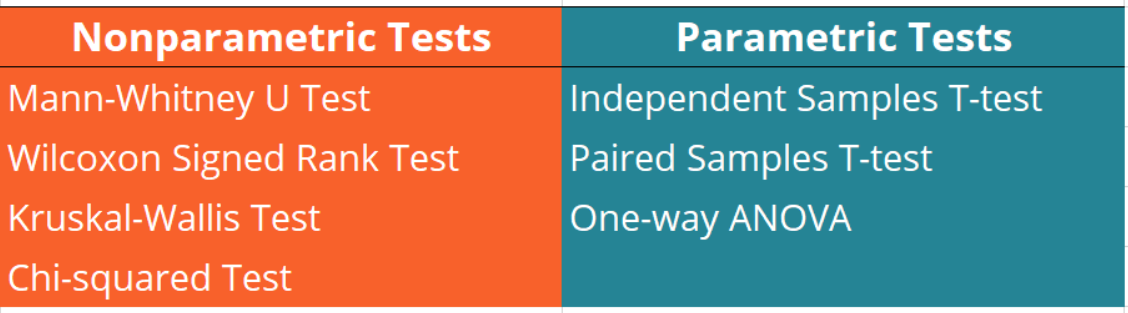 Nonparametric Tests
Parametric Tests
Mann-Whitney U Test
Independent Samples T-test
Wilcoxon Signed Rank Test
Paired Samples T-test
Kruskal-Wallis Test
One-way ANOVA
Chi-squared Test